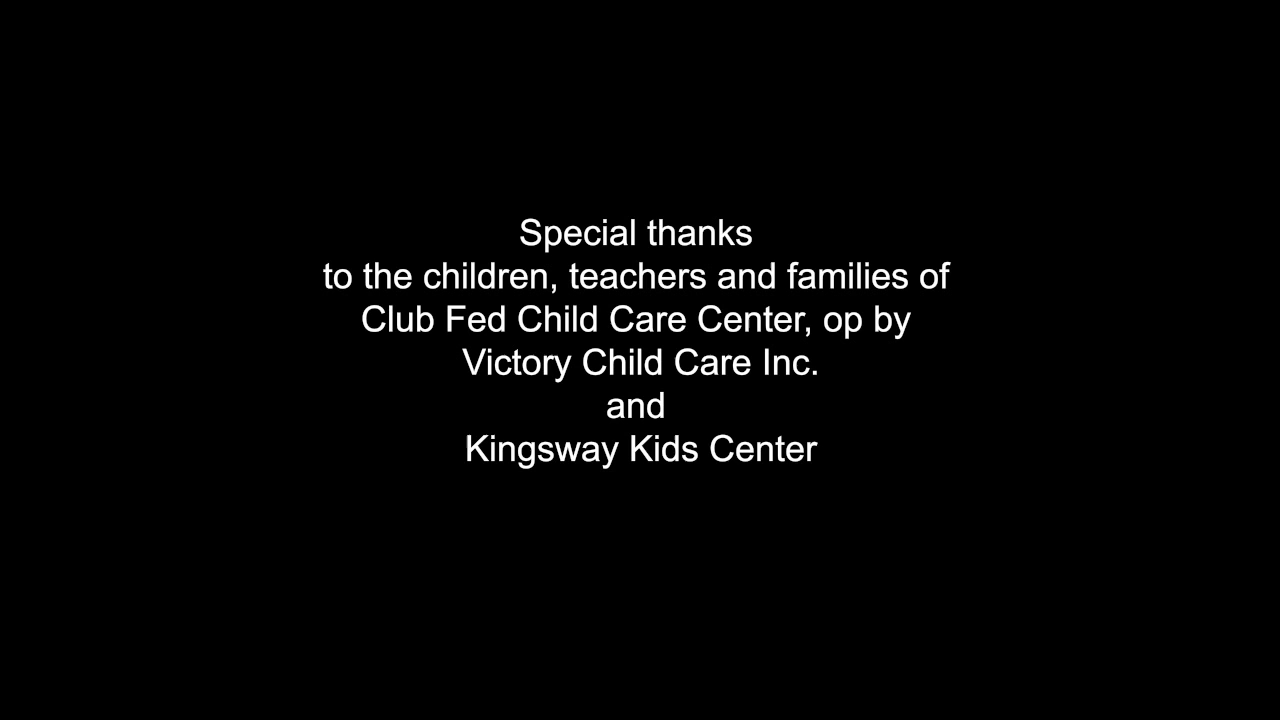 Special thanks
to the children, teachers and families of
Club Fed Child Care Center, op by
Victory Child Care Inc.
and
Kingsway Kids Center